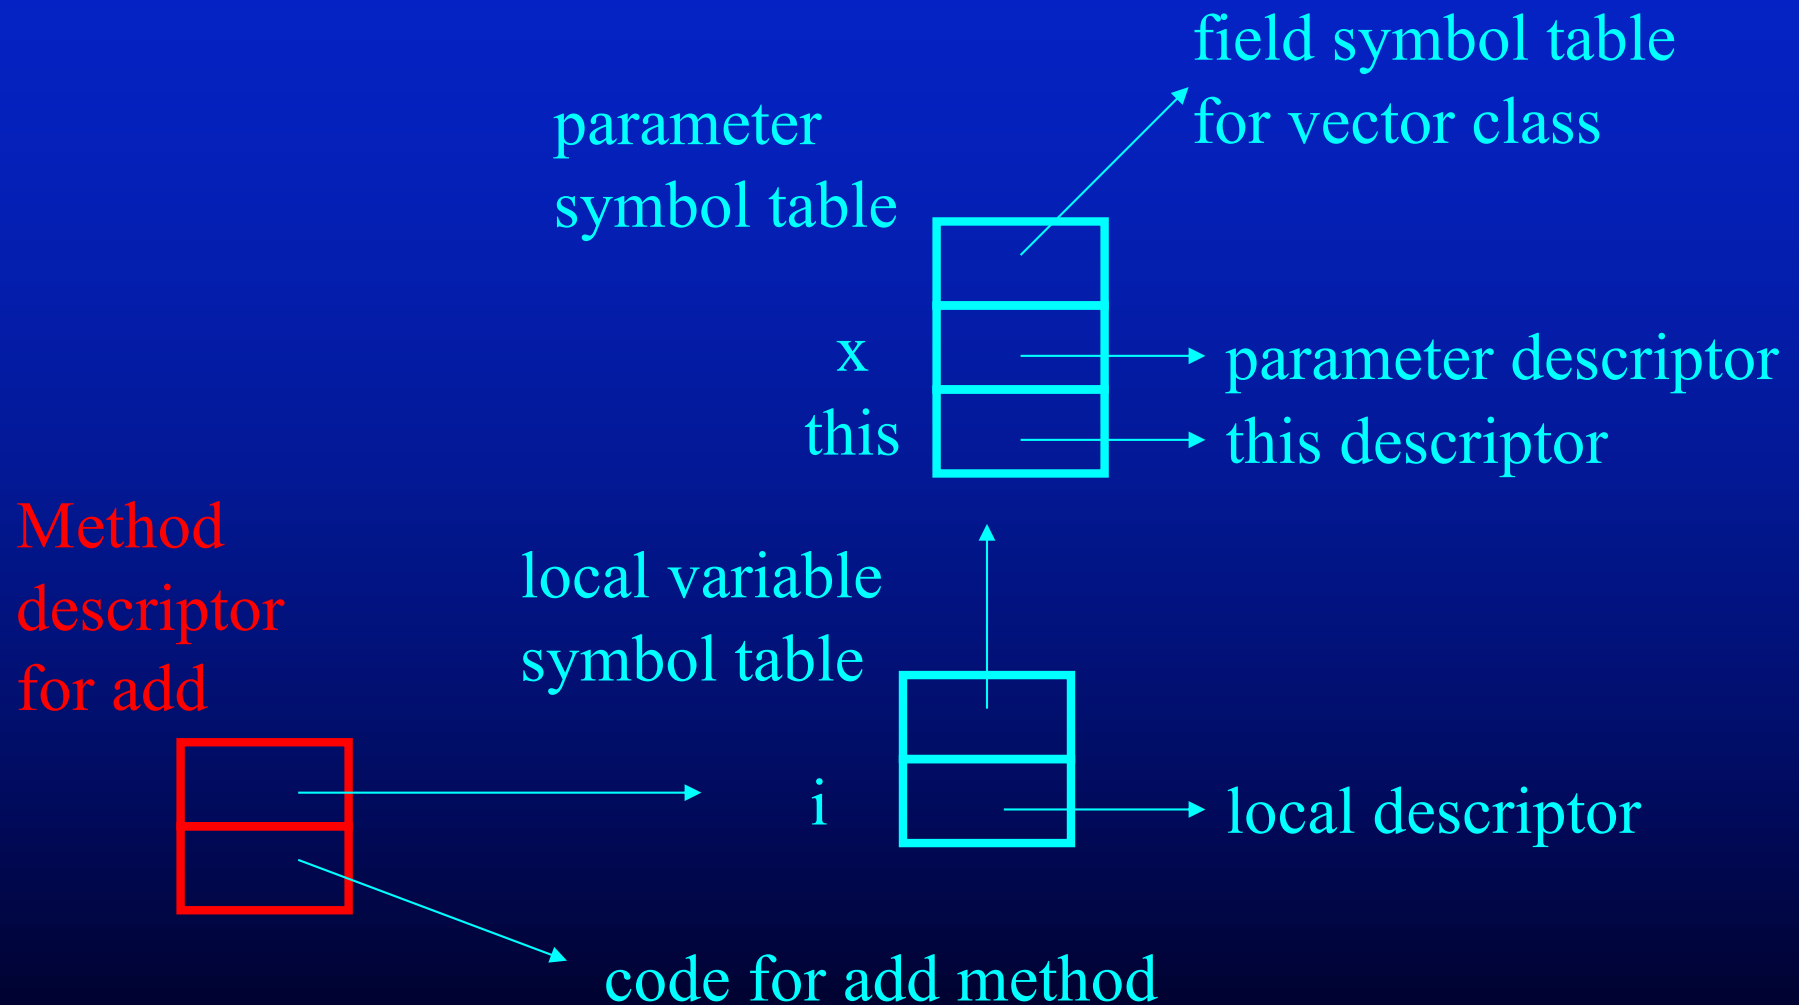 field symbol table
for vector class
parameter
symbol table
x
parameter descriptor
this
this descriptor
Method
descriptor
for add
local variable
symbol table
i
local descriptor
code for add method